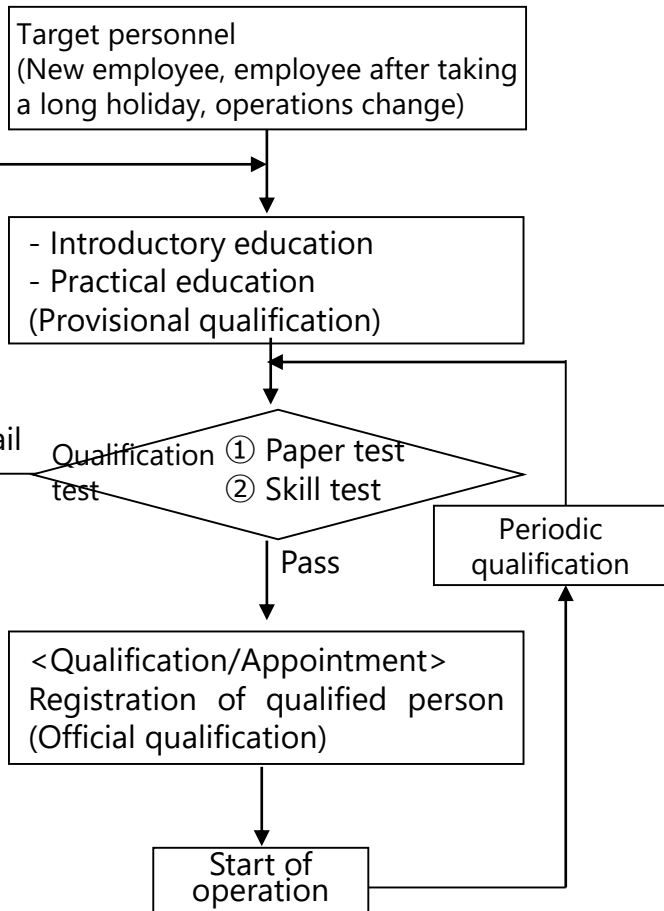 Target personnel
(New employee, employee after taking
a long holiday, operations change)
- Introductory education
- Practical education
(Provisional qualification)
ail
Qualification
test
① Paper test
② Skill test
Pass
Periodic
qualification
<Qualification/Appointment>
Registration of qualified person
(Official qualification)
Start of
operation